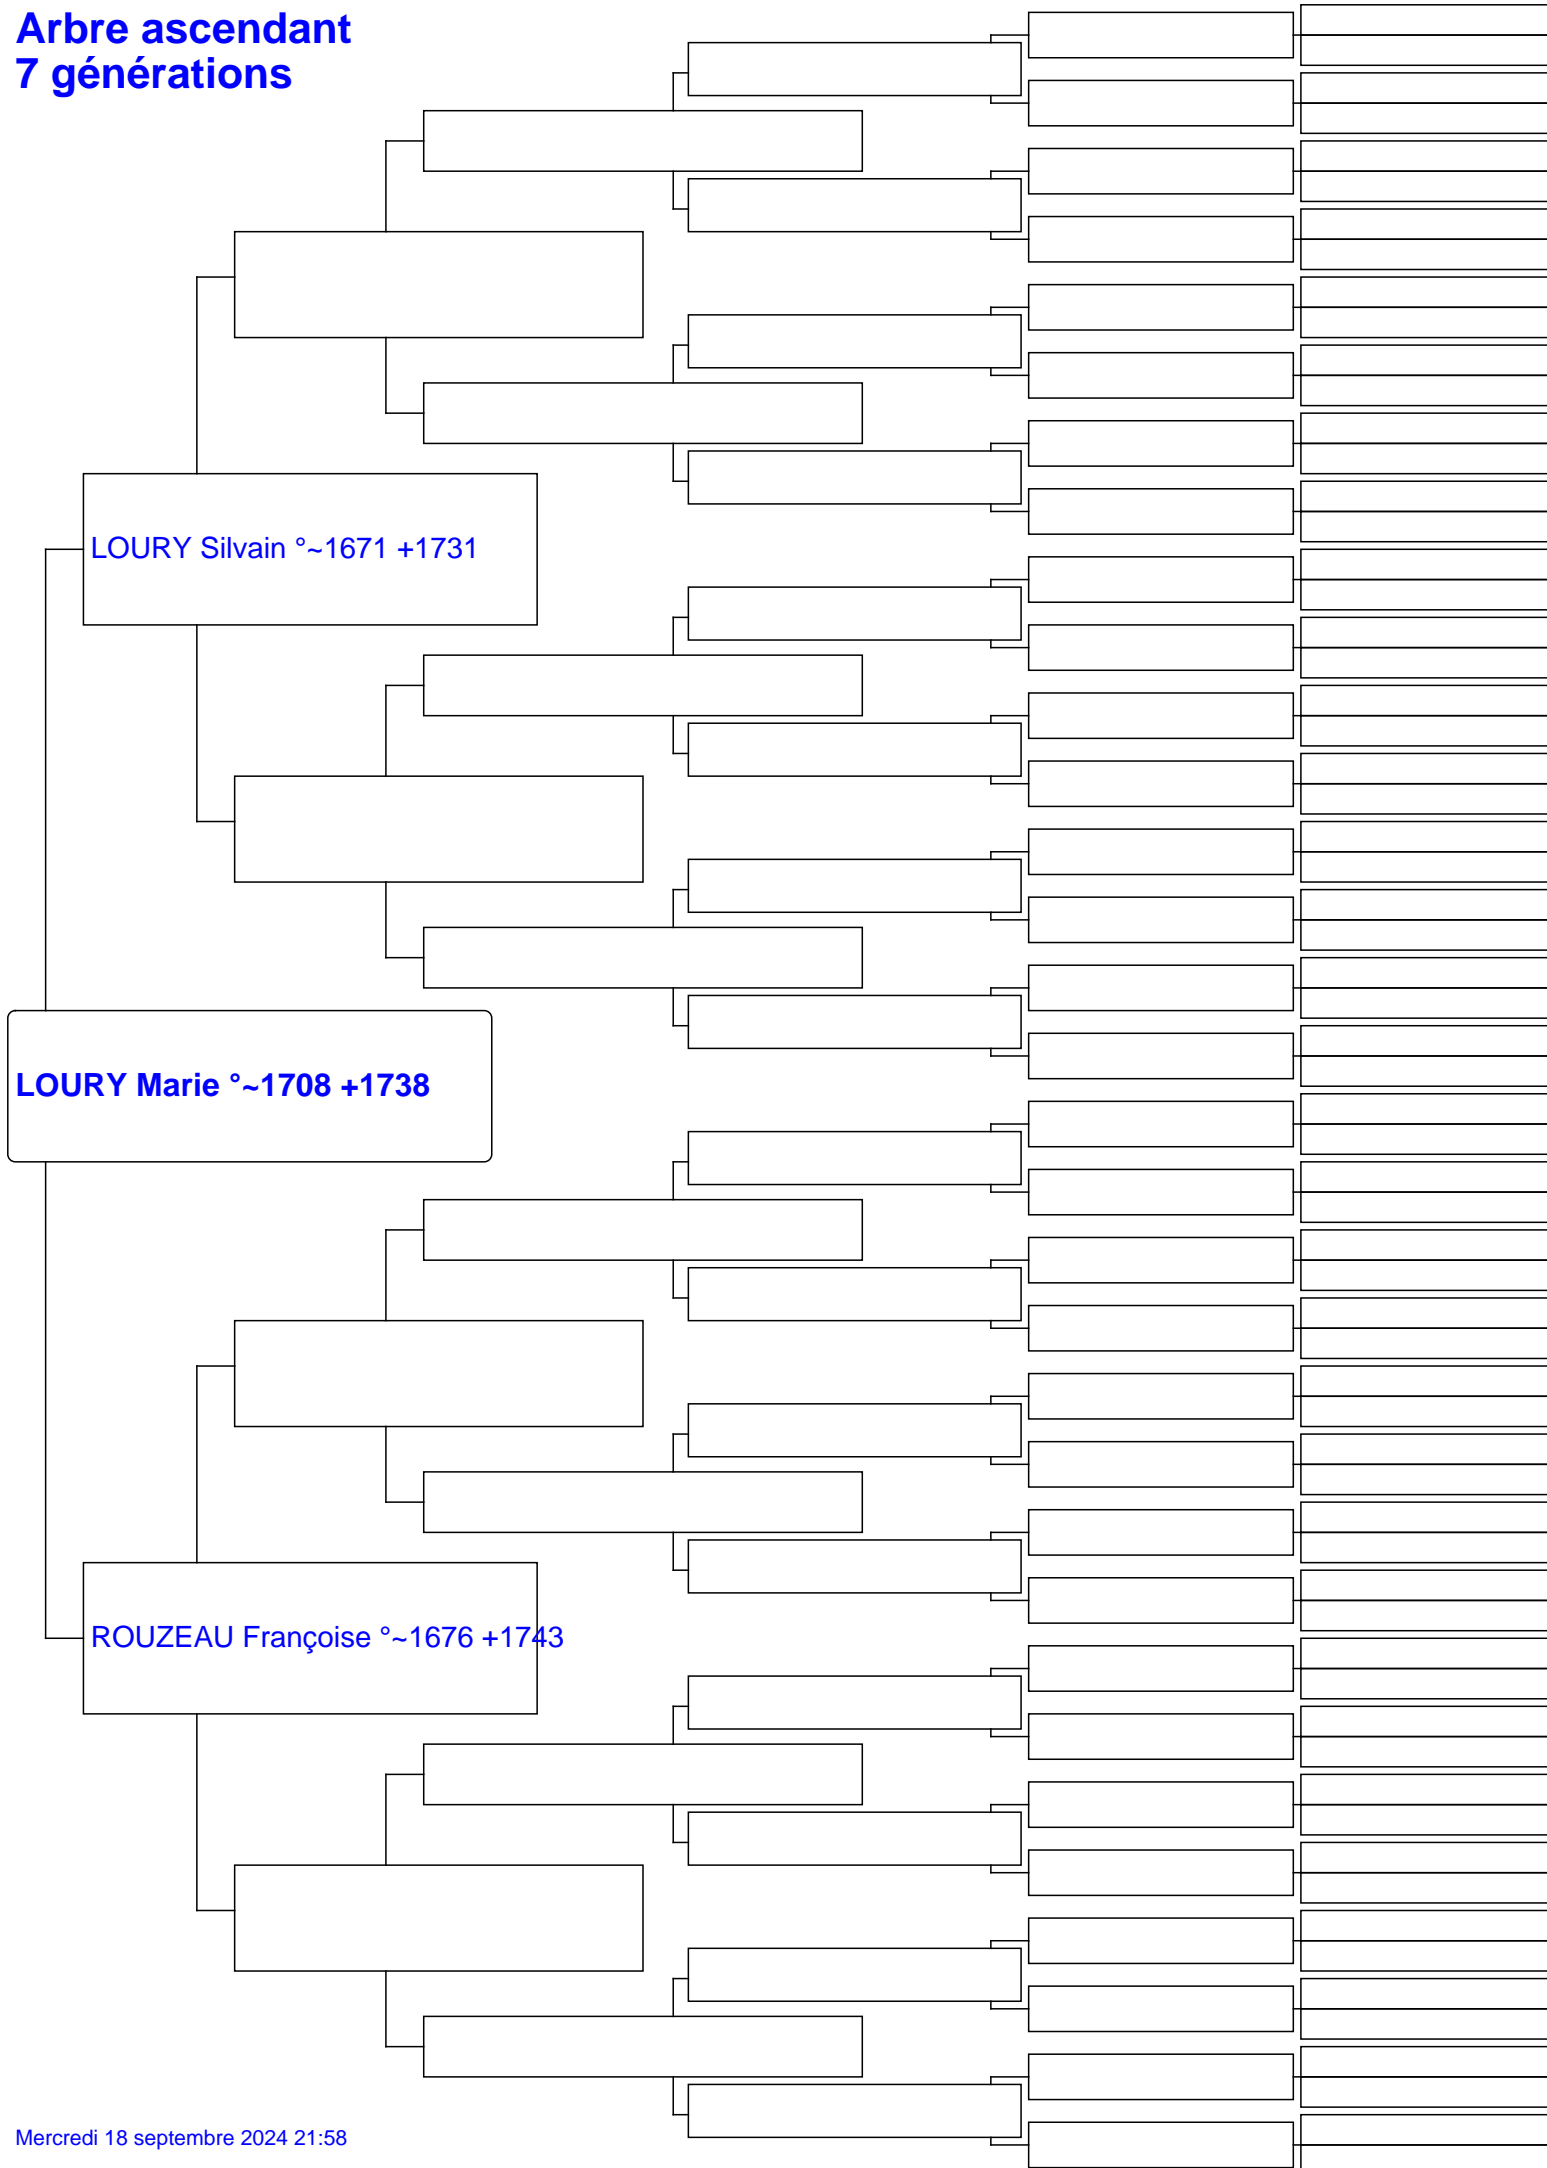 Arbre ascendant
7 générations
LOURY Silvain °~1671 +1731
LOURY Marie °~1708 +1738
ROUZEAU Françoise °~1676 +1743
Mercredi 18 septembre 2024 21:58